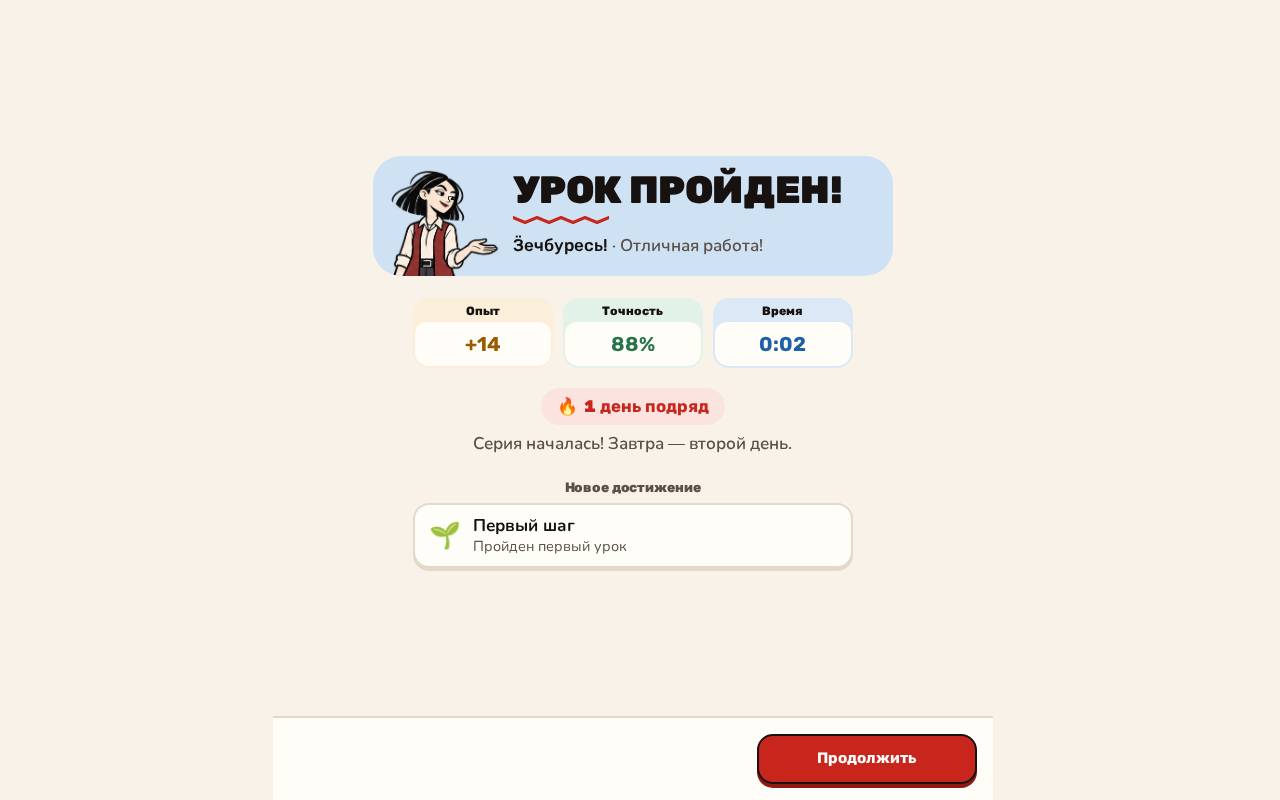 УРОК ПРОЙДЕН!
Ӟечбуресь! · Отличная работа!
Опыт
+14
Точность
88%
Время
0:02
🔥 1 день подряд
Серия началась! Завтра — второй день.
Новое достижение
Первый шаг
Пройден первый урок
Продолжить